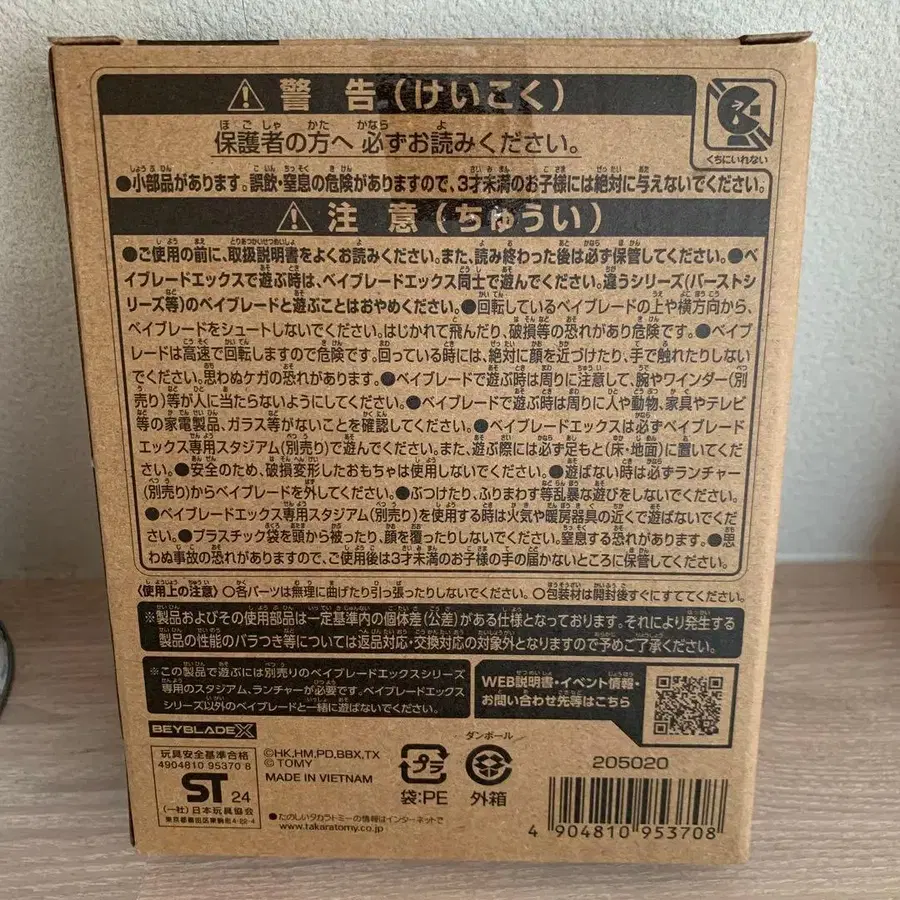 警告(けいこく)
くちにいれない
保護者の方へ 必ずお読みください。
●小部品があります。誤飲・窒息の危険がありますので、3才未満のお子様には絶対に与えないでください。
注意(ちゅうい)
●ご使用の前に、取扱説明書をよくお読みください。また、読み終わった後は必ず保管してください。●ベ
イブレードエックスで遊ぶ時は、ベイブレードエックス同士で遊んでください。違うシリーズ(バーストシ
リーズ等)のベイブレードと遊ぶことはおやめください。●回転しているベイブレードの上や横方向から、
ベイブレードをシュートしないでください。はじかれて飛んだり、破損等の恐れがあり危険です。●ベイブ
レードは高速で回転しますので危険です。回っている時には、絶対に顔を近づけたり、手で触れたりしない
でください。思わぬケガの恐れがあります。●ベイブレードで遊ぶ時は周りに注意して、腕やワインダー(別
売り)等が人に当たらないようにしてください。●ベイブレードで遊ぶ時は周りに人や動物、家具やテレビ
等の家電製品、ガラス等がないことを確認してください。●ベイブレードエックスは必ずベイブレード
エックス専用スタジアム(別売り)で遊んでください。また、遊ぶ際には必ず足もと(床・地面)に置いてくだ
さい。●安全のため、破損変形したおもちゃは使用しないでください。●遊ばない時は必ずランチャー
(別売り)からベイブレードを外してください。●ぶつけたり、ふりまわす等乱暴な遊びをしないでください。
●ベイブレードエックス専用スタジアム(別売り)を使用する時は火気や暖房器具の近くで遊ばないでくだ
さい。●プラスチック袋を頭から被ったり、顔を覆ったりしないでください。窒息する恐れがあります。●思
わぬ事故の恐れがありますので、ご使用後は3才未満のお子様の手の届かないところに保管してください。
〈使用上の注意〉○各パーツは無理に曲げたり引っ張ったりしないでください。○包装材は開封後すぐにすててください。
※製品およびその使用部品は一定基準内の個体差(公差)がある仕様となっております。それにより発生する
製品の性能のバラつき等については返品対応・交換対応の対象外となりますので予めご了承ください。
※この製品で遊ぶには別売りのベイブレードエックスシリーズ
専用のスタジアム、ランチャーが必要です。ベイブレードエックス
シリーズ以外のベイブレードと一緒に遊ばないでください。
WEB説明書・イベント情報・
お問い合わせ先等はこちら
BEYBLADE X
玩具安全基準合格
4904810 95370 8
ST 24
(一社)日本玩具協会
東京都墨田区東駒形4-22-4
©HK,HM,PD,BBX,TX
© TOMY
MADE IN VIETNAM
プラ
袋:PE
ダンボール
外箱
●たのしいタカラトミーの情報はインターネットで
www.takaratomy.co.jp
205020
4 904810 953708